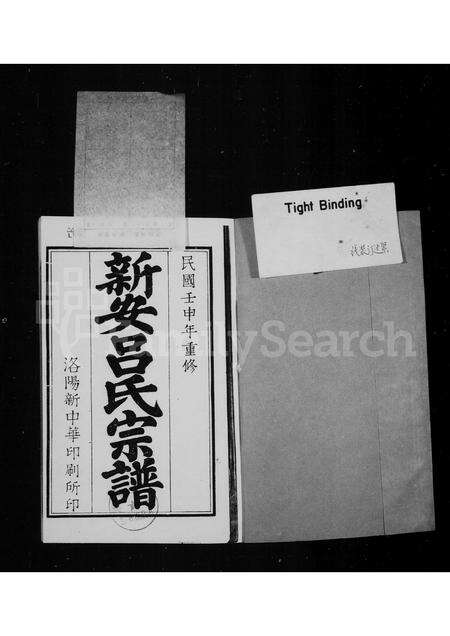 Tight Binding
民國壬申年重修
新安呂氏宗譜
洛陽新中華印刷所印
FamilySearch